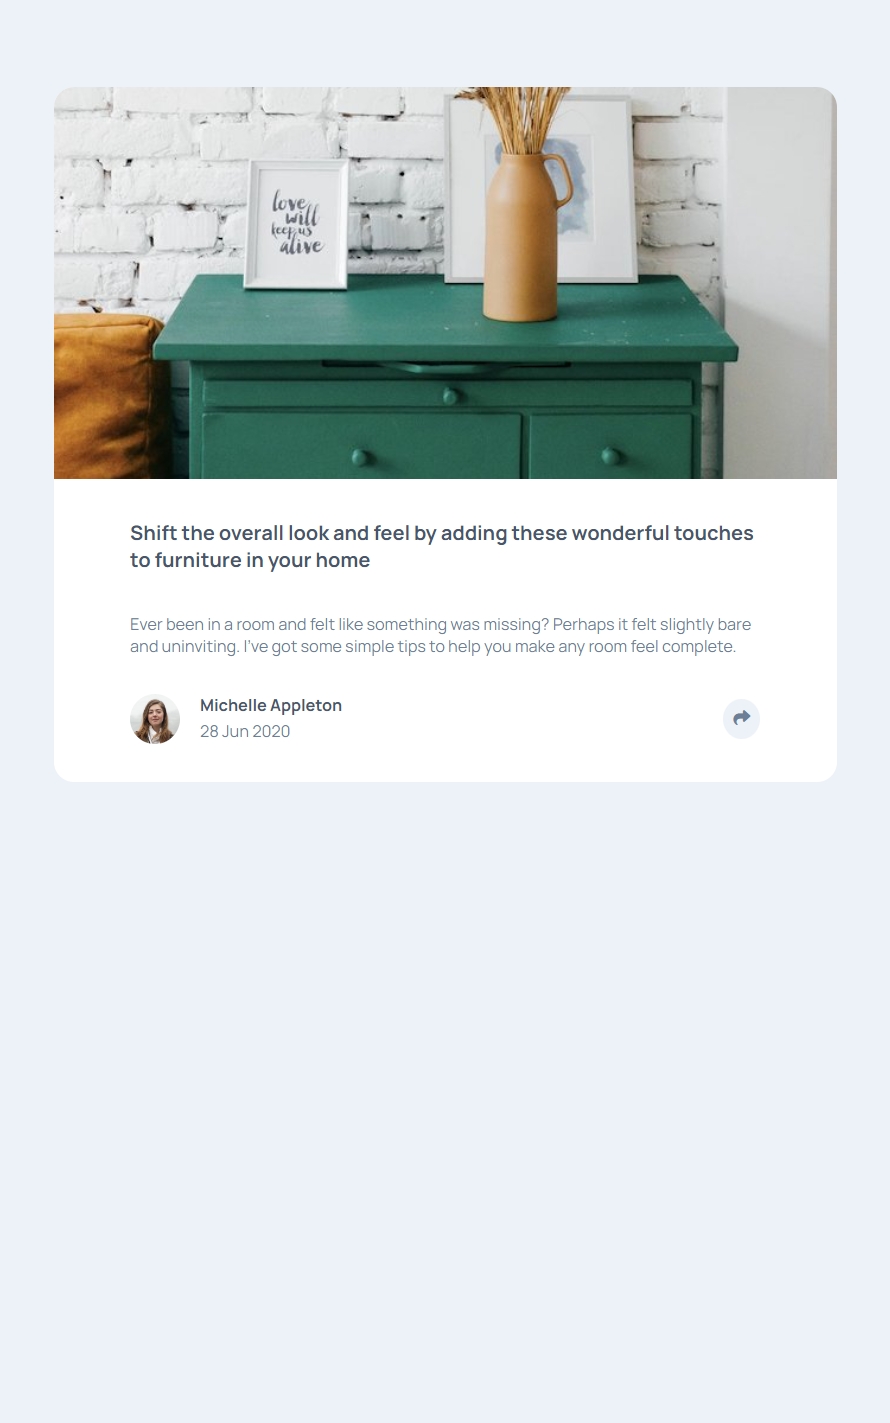 love
will
keep us
alive
Shift the overall look and feel by adding these wonderful touches
to furniture in your home
Ever been in a room and felt like something was missing? Perhaps it felt slightly bare
and uninviting. I've got some simple tips to help you make any room feel complete.
Michelle Appleton
28 Jun 2020